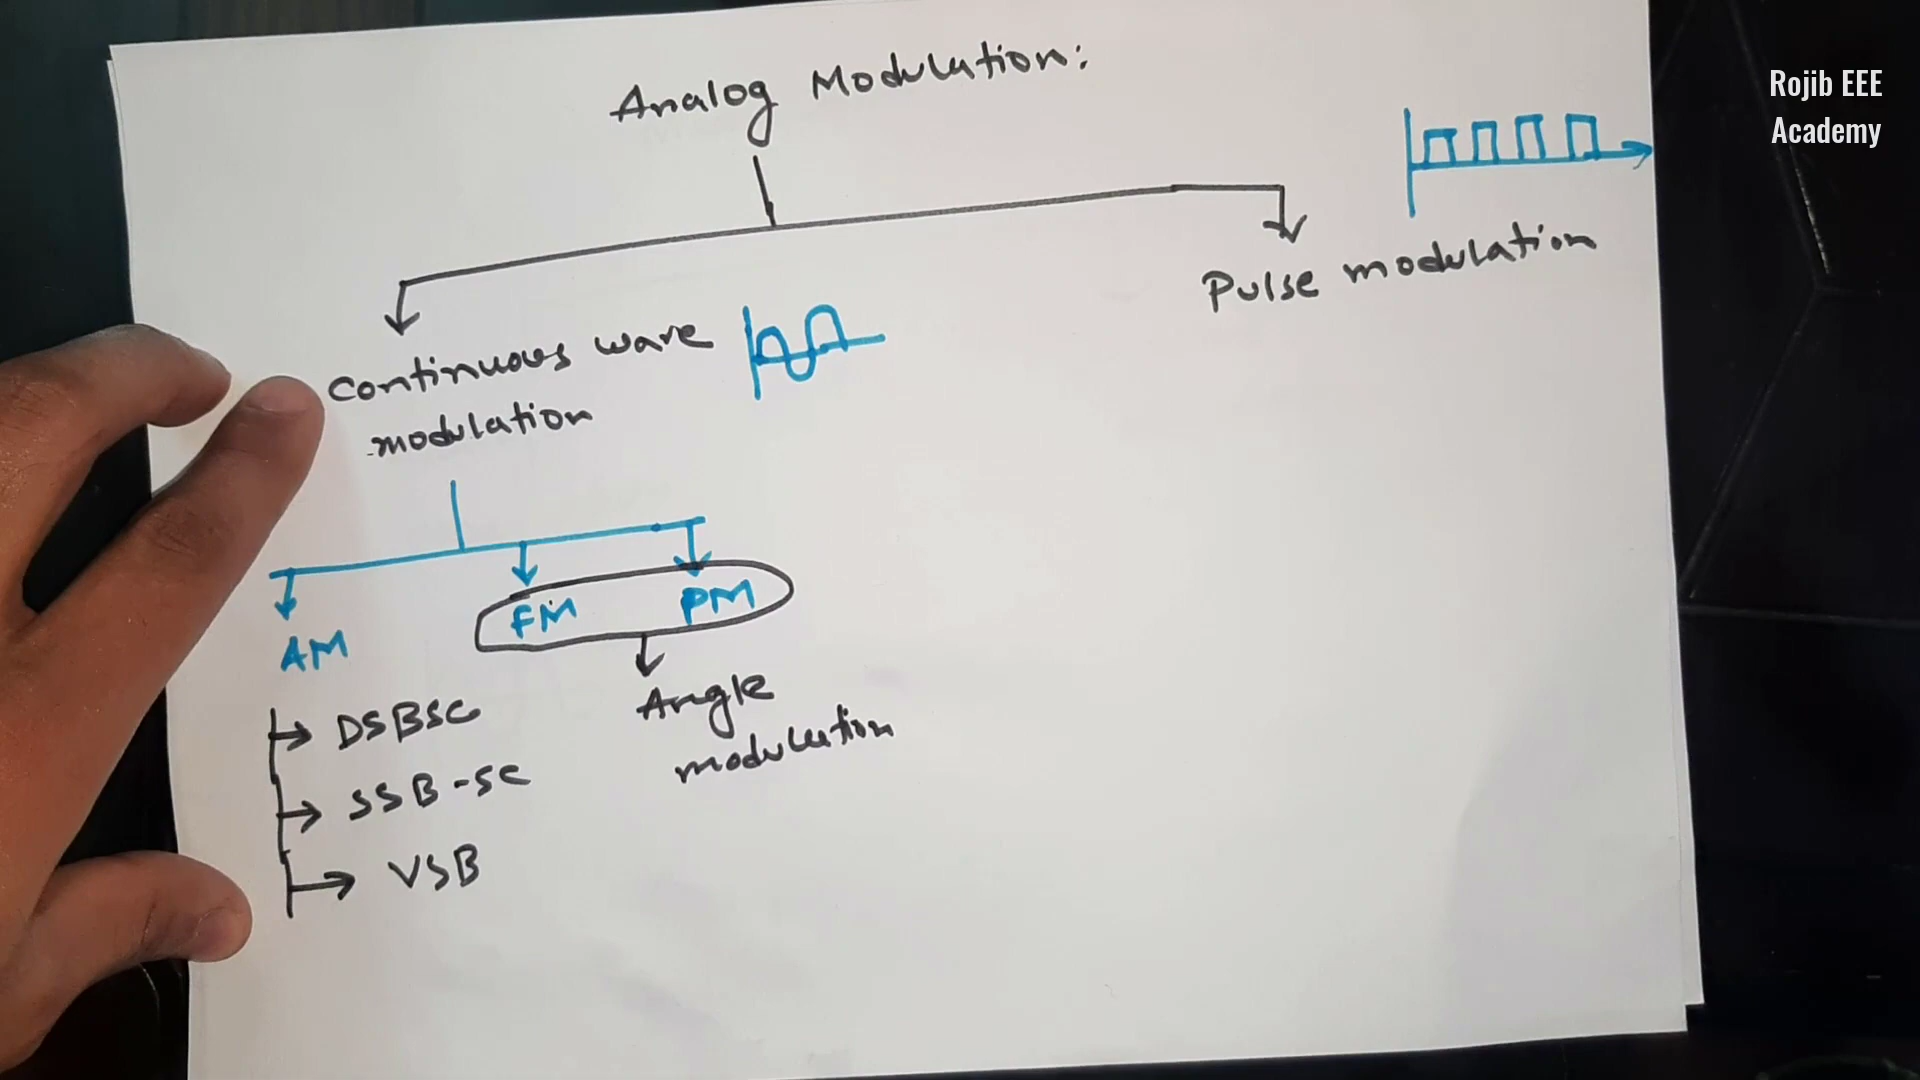 Analog Modulation:
Rojib EEE
Academy
Pulse modulation
Continuous wave
modulation
AM
FM
PM
Angle
modulation
DSBSC
SSB-SC
VSB